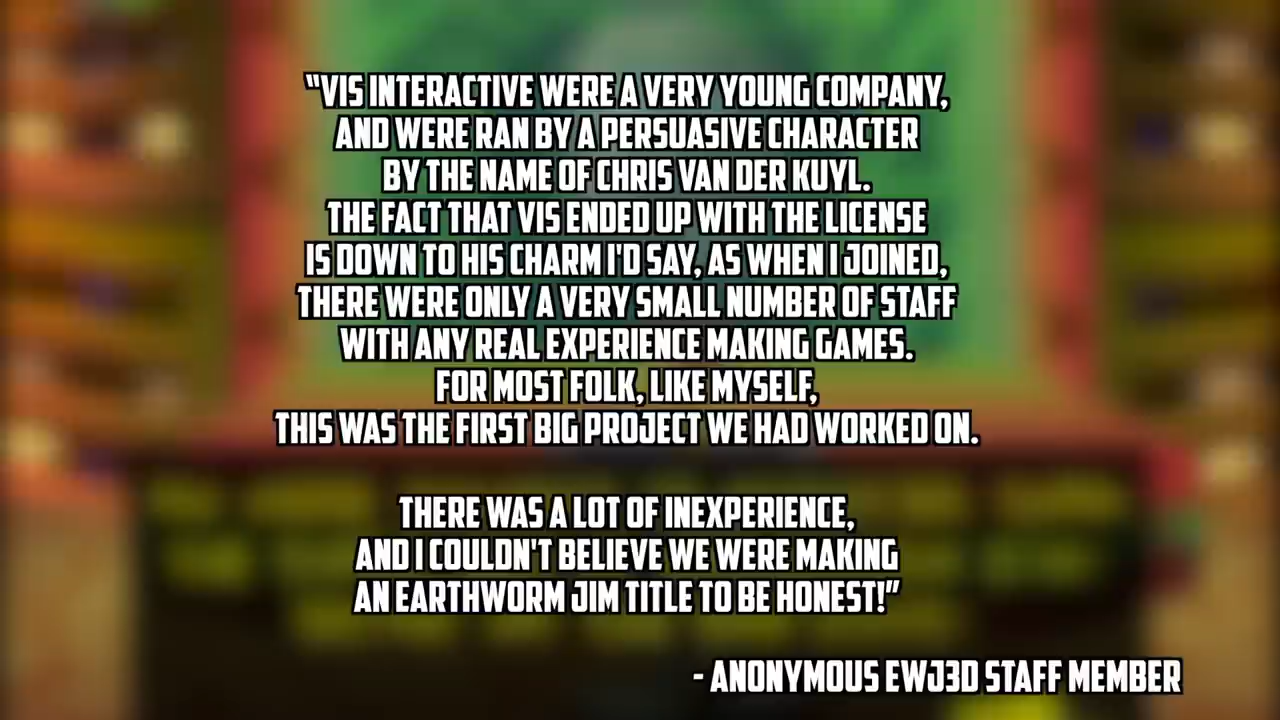 "VIS INTERACTIVE WERE A VERY YOUNG COMPANY,
AND WERE RAN BY A PERSUASIVE CHARACTER
BY THE NAME OF CHRIS VAN DER KUYL.
THE FACT THAT VIS ENDED UP WITH THE LICENSE
IS DOWN TO HIS CHARM I'D SAY, AS WHEN I JOINED,
THERE WERE ONLY A VERY SMALL NUMBER OF STAFF
WITH ANY REAL EXPERIENCE MAKING GAMES.
FOR MOST FOLK, LIKE MYSELF,
THIS WAS THE FIRST BIG PROJECT WE HAD WORKED ON.
THERE WAS A LOT OF INEXPERIENCE,
AND I COULDN'T BELIEVE WE WERE MAKING
AN EARTHWORM JIM TITLE TO BE HONEST!"
- ANONYMOUS EWJ3D STAFF MEMBER